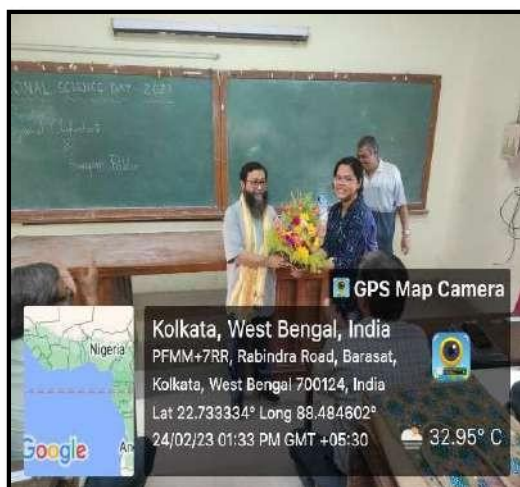 ONAL SCIENCE DAY 2023
&
GPS Map Camera
Nigeria
An
Google
Kolkata, West Bengal, India
PFMM+7RR, Rabindra Road, Barasat,
Kolkata, West Bengal 700124, India
Lat 22.733334° Long 88.484602°
24/02/23 01:33 PM GMT +05:30
32.95° C